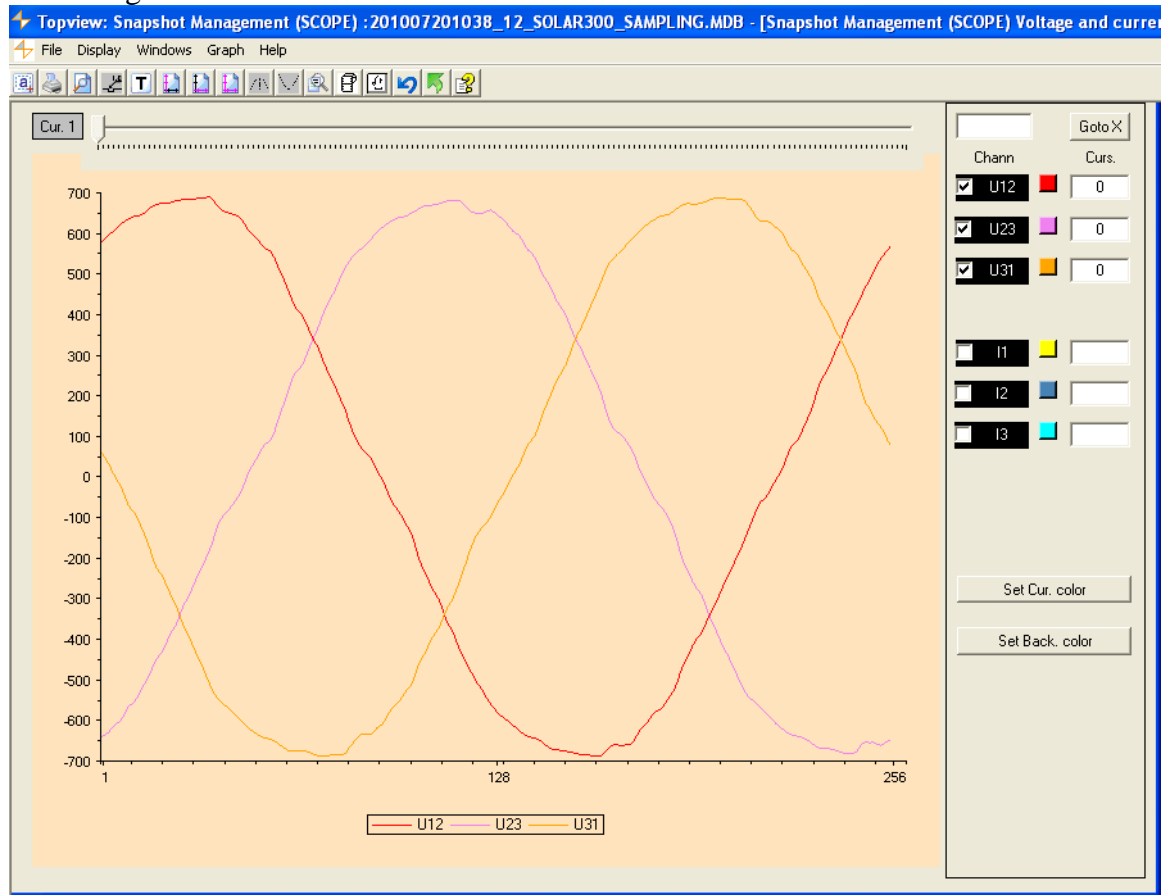 Topview: Snapshot Management (SCOPE) :201007201038_12_SOLAR300_SAMPLING.MDB - [Snapshot Management (SCOPE) Voltage and curre
File Display Windows Graph Help
Cur. 1
Goto X
Chann Curs.
U12 0
U23 0
U31 0
I1
I2
I3
Set Cur. color
Set Back. color
700
600
500
400
300
200
100
0
-100
-200
-300
-400
-500
-600
-700
1 128 256
U12 U23 U31